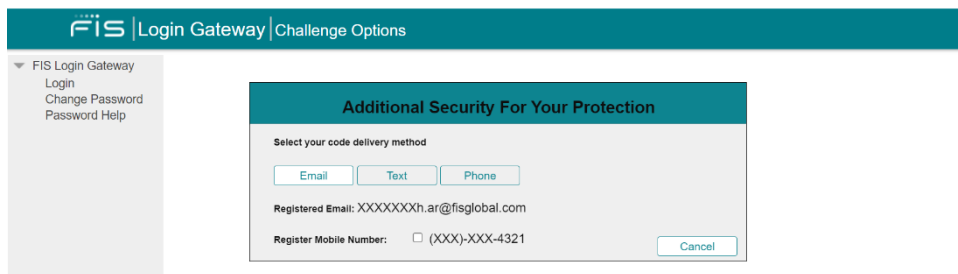 FIS Login Gateway Challenge Options
FIS Login Gateway
Login
Change Password
Password Help
Additional Security For Your Protection
Select your code delivery method
Email Text Phone
Registered Email: XXXXXXXh.ar@fisglobal.com
Register Mobile Number: (XXX)-XXX-4321
Cancel